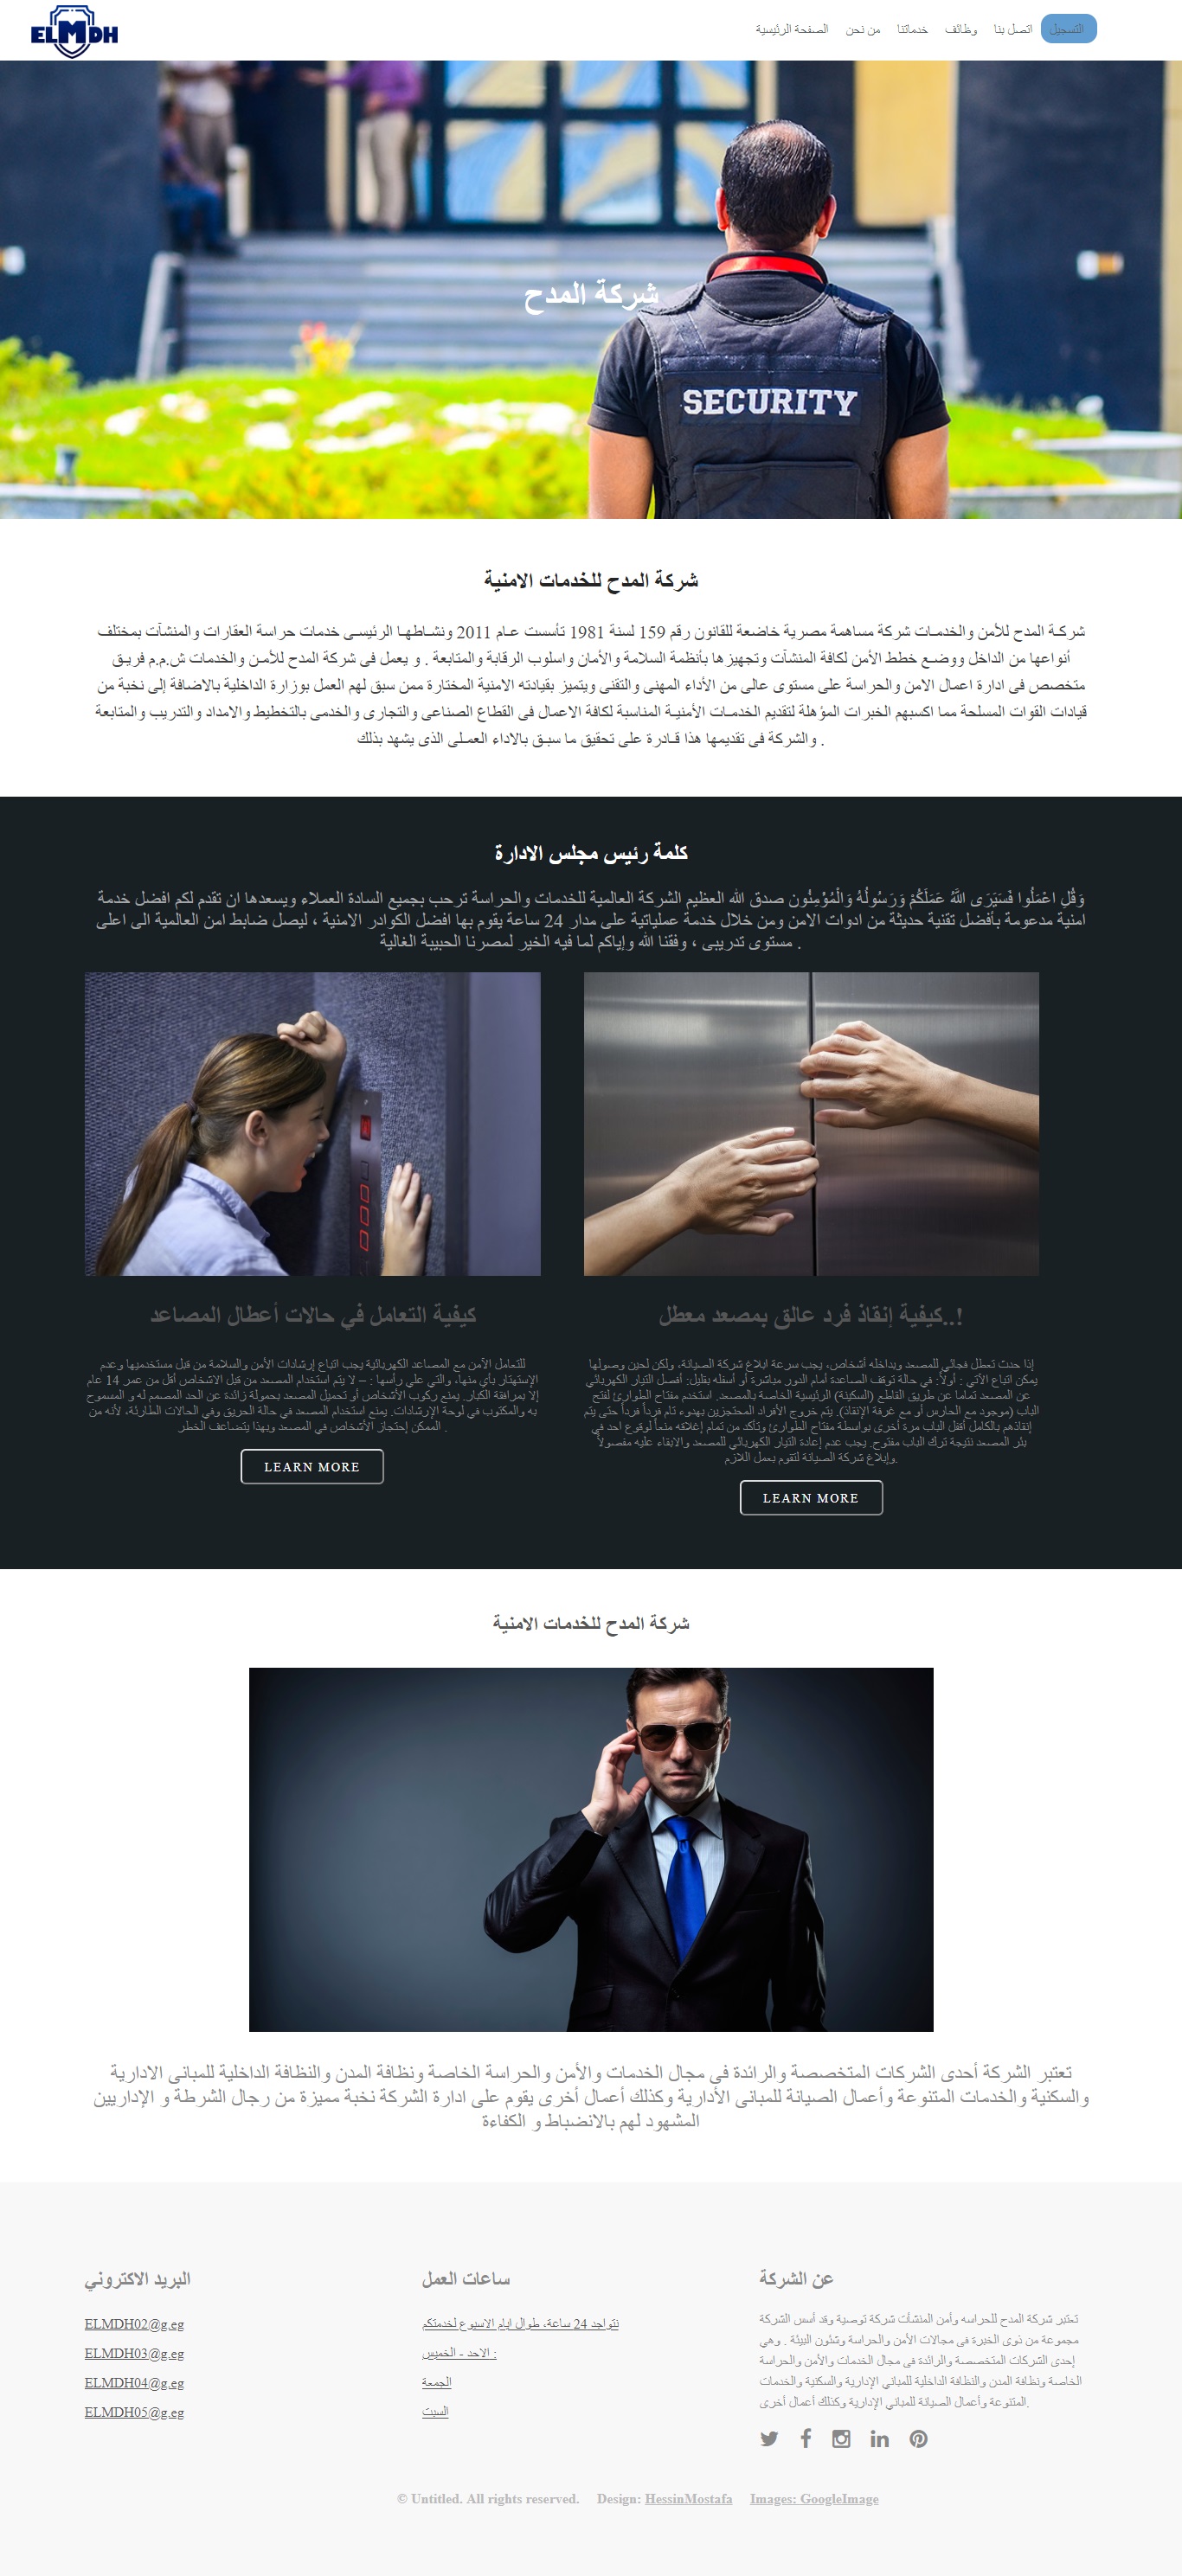 ELMDH
التسجيل
اتصل بنا
وظائف
خدماتنا
من نحن
الصفحة الرئيسية
شركة المدح
SECURITY
شركة المدح للخدمات الامنية
شركـة المدح للأمن والخدمـات شركة مساهمة مصرية خاضعة للقانون رقم 159 لسنة 1981 تأسست عـام 2011 ونشـاطهـا الرئيسـى خدمات حراسة العقارات والمنشآت بمختلف
أنواعها من الداخل ووضـع خطط الأمن لكافة المنشآت وتجهيزها بأنظمة السلامة والأمان واسلوب الرقابة والمتابعة . و يعمل فى شركة المدح للأمـن والخدمات ش.م.م فريـق
متخصص فى ادارة اعمال الامن والحراسة على مستوى عالى من الأداء المهنى والتقنى ويتميز بقيادته الامنية المختارة ممن سبق لهم العمل بوزارة الداخلية بالاضافة إلى نخبة من
قيادات القوات المسلحة مما اكسبهم الخبرات المؤهلة لتقديم الخدمـات الأمنيـة المناسبة لكافة الاعمال فى القطاع الصناعى والتجارى والخدمى بالتخطيط والامداد والتدريب والمتابعة
والشركة فى تقديمها هذا قـادرة على تحقيق ما سبـق بالاداء العمـلى الذى يشهد بذلك .
كلمة رئيس مجلس الادارة
وَقُلِ اعْمَلُوا فَسَيَرَى اللَّهُ عَمَلَكُمْ وَرَسُولُهُ وَالْمُؤْمِنُون صدق الله العظيم الشركة العالمية للخدمات والحراسة ترحب بجميع السادة العملاء ويسعدها ان تقدم لكم افضل خدمة
امنية مدعومة بأفضل تقنية حديثة من ادوات الامن ومن خلال خدمة عملياتية على مدار 24 ساعة يقوم بها افضل الكوادر الامنية ، ليصل ضابط امن العالمية الى اعلى
مستوى تدريبى ، وفقنا الله وإياكم لما فيه الخير لمصرنا الحبيبة الغالية .
كيفية إنقاذ فرد عالق بمصعد معطل..!
إذا حدث تعطل فجائي للمصعد وبداخله أشخاص، يجب سرعة ابلاغ شركة الصيانة، ولكن لحين وصولها
يمكن اتباع الآتي : أولاً: في حالة توقف الصاعدة أمام الدور مباشرة أو أسفله بقليل: أفصل التيار الكهربائي
عن المصعد تماما عن طريق القاطع (السكينة) الرئيسية الخاصة بالمصعد. استخدم مفتاح الطوارئ لفتح
الباب (موجود مع الحارس أو مع غرفة الإنقاذ). يتم خروج الأفراد المحتجزين بهدوء تام فرداً فرداً حتى يتم
إنقاذهم بالكامل أقفل الباب مرة أخرى بواسطة مفتاح الطوارئ وتأكد من تمام إغلاقه منعاً لوقوع احد في
بئر المصعد نتيجة ترك الباب مفتوح. يجب عدم إعادة التيار الكهربائي للمصعد والابقاء عليه مفصولاً
وإبلاغ شركة الصيانة لتقوم بعمل اللازم.
LEARN MORE
كيفية التعامل في حالات أعطال المصاعد
للتعامل الآمن مع المصاعد الكهربائية يجب اتباع إرشادات الأمن والسلامة من قبل مستخدميها وعدم
الإستهتار بأي منها، والتي على رأسها : – لا يتم استخدام المصعد من قبل الاشخاص أقل من عمر 14 عام
إلا بمرافقة الكبار. يمنع ركوب الأشخاص أو تحميل المصعد بحمولة زائدة عن الحد المصمم له و المسموح
به والمكتوب في لوحة الإرشادات. يمنع استخدام المصعد في حالة الحريق وفي الحالات الطارئة، لأنه من
الممكن إحتجاز الأشخاص في المصعد وبهذا يتضاعف الخطر .
LEARN MORE
شركة المدح للخدمات الامنية
تعتبر الشركة أحدى الشركات المتخصصة والرائدة فى مجال الخدمات والأمن والحراسة الخاصة ونظافة المدن والنظافة الداخلية للمبانى الادارية
والسكنية والخدمات المتنوعة وأعمال الصيانة للمبانى الأدارية وكذلك أعمال أخرى يقوم على ادارة الشركة نخبة مميزة من رجال الشرطة و الإداريين
المشهود لهم بالانضباط و الكفاءة
عن الشركة
تعتبر شركة المدح للحراسه وأمن المنشأت شركة توصية وقد أسس الشركة
مجموعة من ذوى الخبرة فى مجالات الأمن والحراسة وشئون البيئة . وهي
إحدى الشركات المتخصصة والرائدة فى مجال الخدمات والأمن والحراسة
الخاصة ونظافة المدن والنظافة الداخلية للمباني الإدارية والسكنية والخدمات
المتنوعة وأعمال الصيانة للمباني الإدارية وكذلك أعمال أخرى.
ساعات العمل
نتواجد 24 ساعة، طوال ايام الاسبوع لخدمتكم
الاحد - الخميس :
الجمعة
السبت
البريد الاكتروني
ELMDH02@g.eg
ELMDH03@g.eg
ELMDH04@g.eg
ELMDH05@g.eg
© Untitled. All rights reserved. Design: HessinMostafa Images: GoogleImage